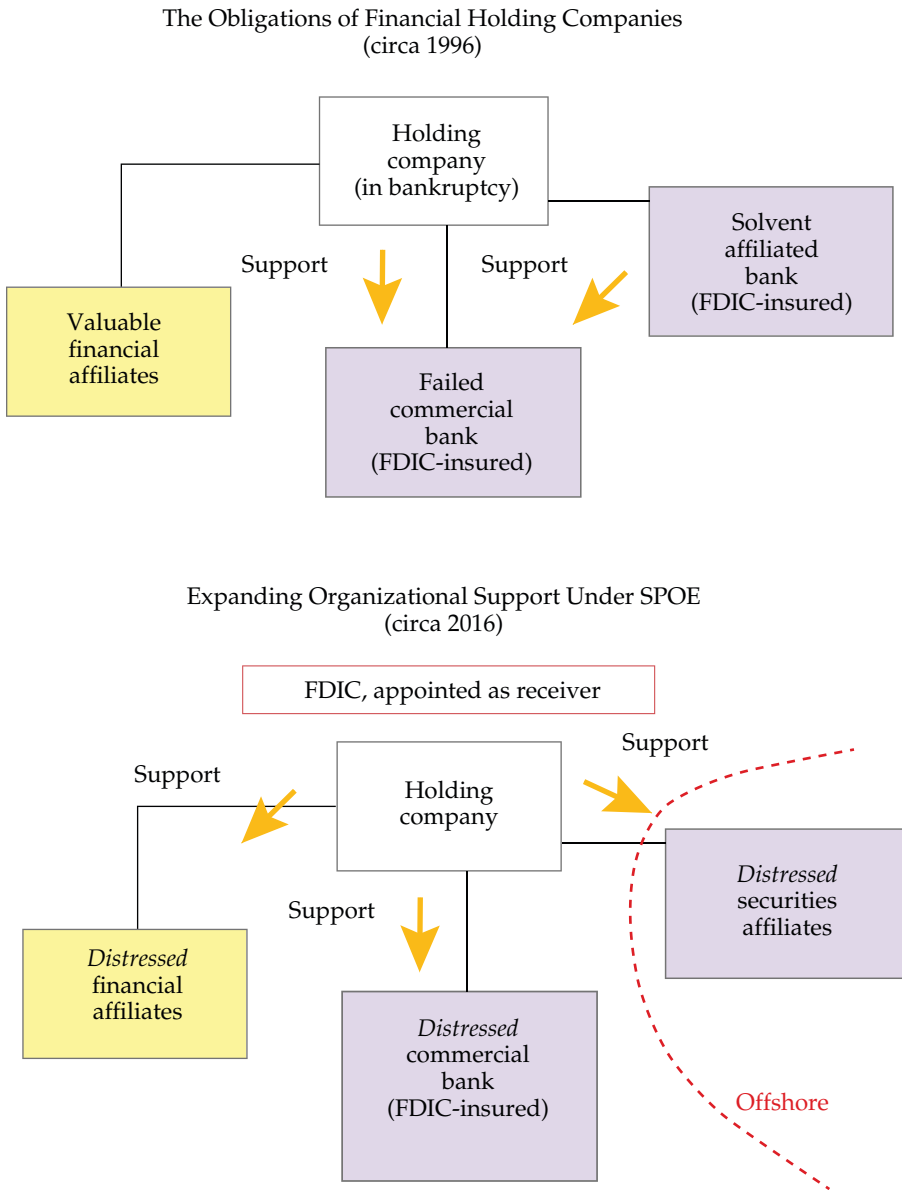 The Obligations of Financial Holding Companies
(circa 1996)
Holding
company
(in bankruptcy)
Solvent
affiliated
bank
(FDIC-insured)
Support
Support
Valuable
financial
affiliates
Failed
commercial
bank
(FDIC-insured)
Expanding Organizational Support Under SPOE
(circa 2016)
FDIC, appointed as receiver
Support
Support
Holding
company
Distressed
securities
affiliates
Support
Distressed
financial
affiliates
Distressed
commercial
bank
(FDIC-insured)
Offshore